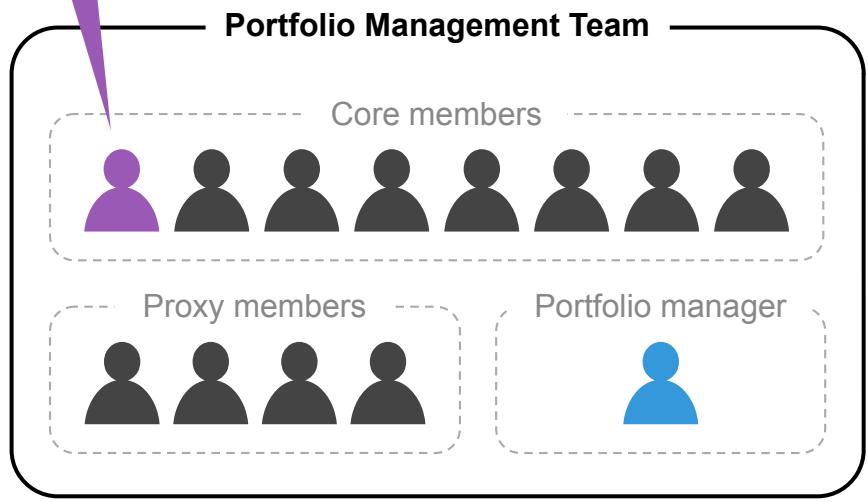 Portfolio Management Team
Core members
Proxy members
Portfolio manager